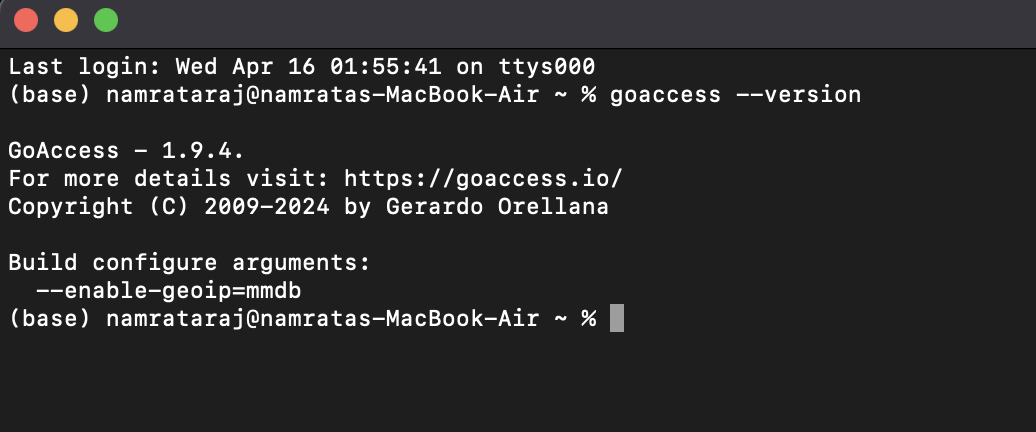 Last login: Wed Apr 16 01:55:41 on ttys000
(base) namrataraj@namratas-MacBook-Air ~ % goaccess --version
GoAccess - 1.9.4.
For more details visit: https://goaccess.io/
Copyright (C) 2009-2024 by Gerardo Orellana
Build configure arguments:
  --enable-geoip=mmdb
(base) namrataraj@namratas-MacBook-Air ~ %